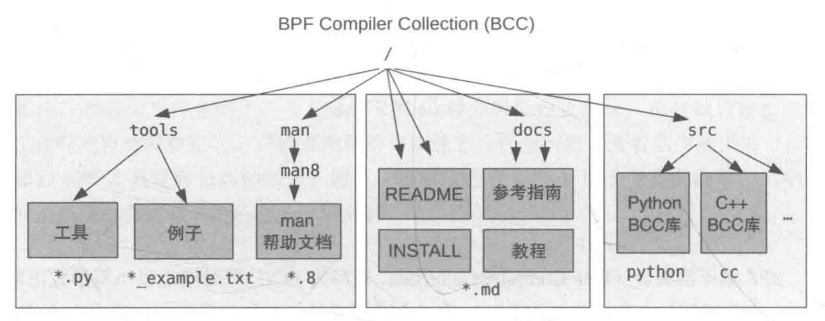 BPF Compiler Collection (BCC)
/
tools man docs src
man8
工具 例子 man
帮助文档
README 参考指南
INSTALL 教程
Python
BCC库
C++
BCC库
...
*.py *_example.txt *.8 *.md python cc